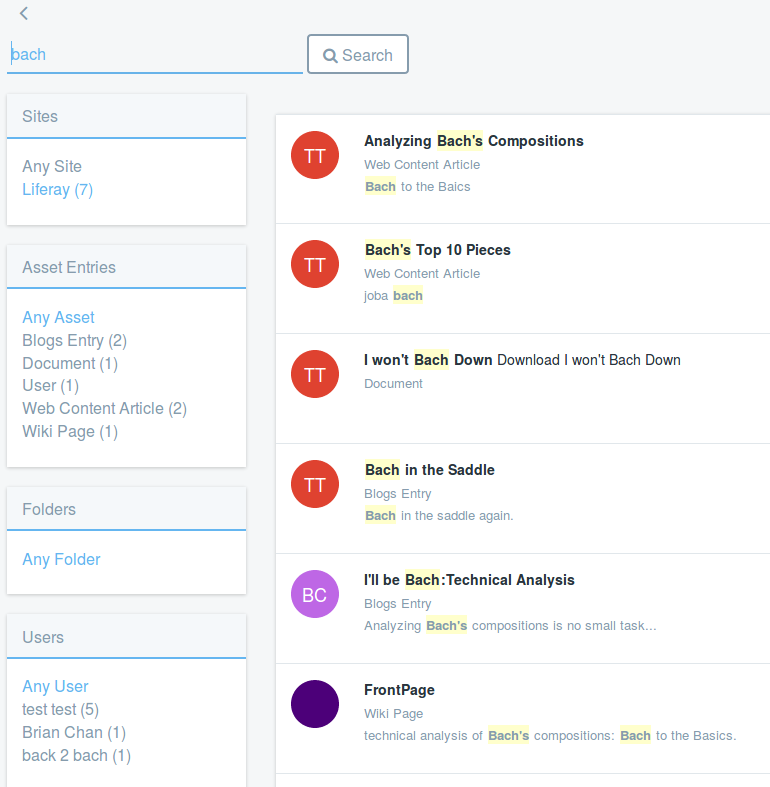 bach
Search
Sites
Any Site
Liferay (7)
Asset Entries
Any Asset
Blogs Entry (2)
Document (1)
User (1)
Web Content Article (2)
Wiki Page (1)
Folders
Any Folder
Users
Any User
test test (5)
Brian Chan (1)
back 2 bach (1)
TT
Analyzing Bach's Compositions
Web Content Article
Bach to the Baics
TT
Bach's Top 10 Pieces
Web Content Article
joba bach
TT
I won't Bach Down Download I won't Bach Down
Document
TT
Bach in the Saddle
Blogs Entry
Bach in the saddle again.
BC
I'll be Bach:Technical Analysis
Blogs Entry
Analyzing Bach's compositions is no small task...
FrontPage
Wiki Page
technical analysis of Bach's compositions: Bach to the Basics.